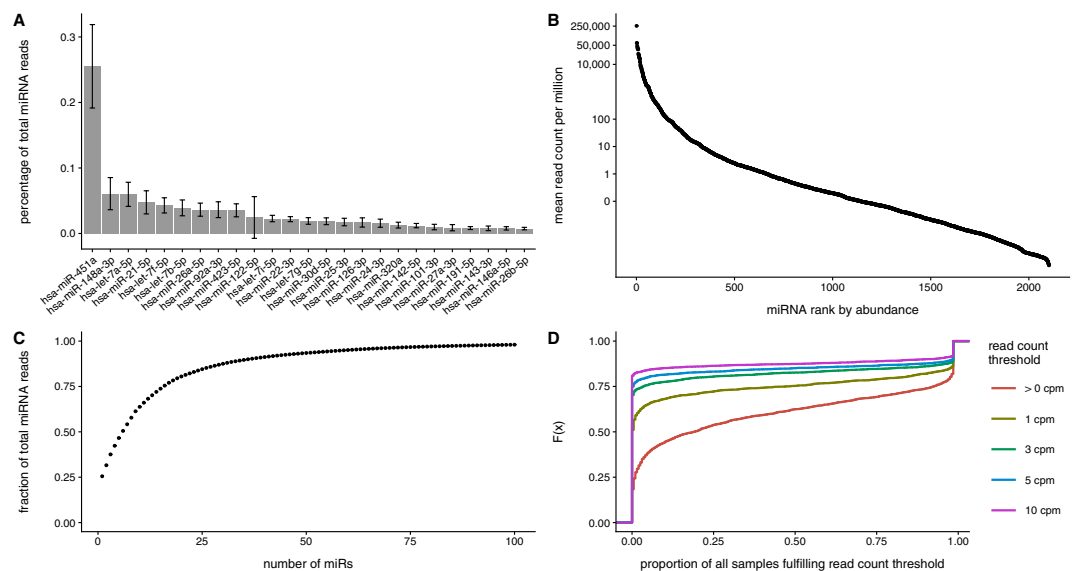 A
percentage of total miRNA reads
0.3
0.2
0.1
0.0
hsa-miR-451a
hsa-miR-148a-3p
hsa-let-7a-5p
hsa-miR-21-5p
hsa-let-7f-5p
hsa-let-7b-5p
hsa-miR-26a-5p
hsa-miR-92a-3p
hsa-miR-423-5p
hsa-miR-122-5p
hsa-let-7i-5p
hsa-miR-22-3p
hsa-let-7g-5p
hsa-miR-30d-5p
hsa-miR-25-3p
hsa-miR-126-3p
hsa-miR-24-3p
hsa-miR-320a
hsa-miR-142-5p
hsa-miR-101-3p
hsa-miR-27a-3p
hsa-miR-191-5p
hsa-miR-143-3p
hsa-miR-146a-5p
hsa-miR-26b-5p
B
mean read count per million
250,000
50,000
10,000
100
10
1
0
0
500
1000
1500
2000
miRNA rank by abundance
C
fraction of total miRNA reads
1.00
0.75
0.50
0.25
0.00
0
25
50
75
100
number of miRs
D
F(x)
1.00
0.75
0.50
0.25
0.00
0.00
0.25
0.50
0.75
1.00
proportion of all samples fulfilling read count threshold
read count
threshold
> 0 cpm
1 cpm
3 cpm
5 cpm
10 cpm